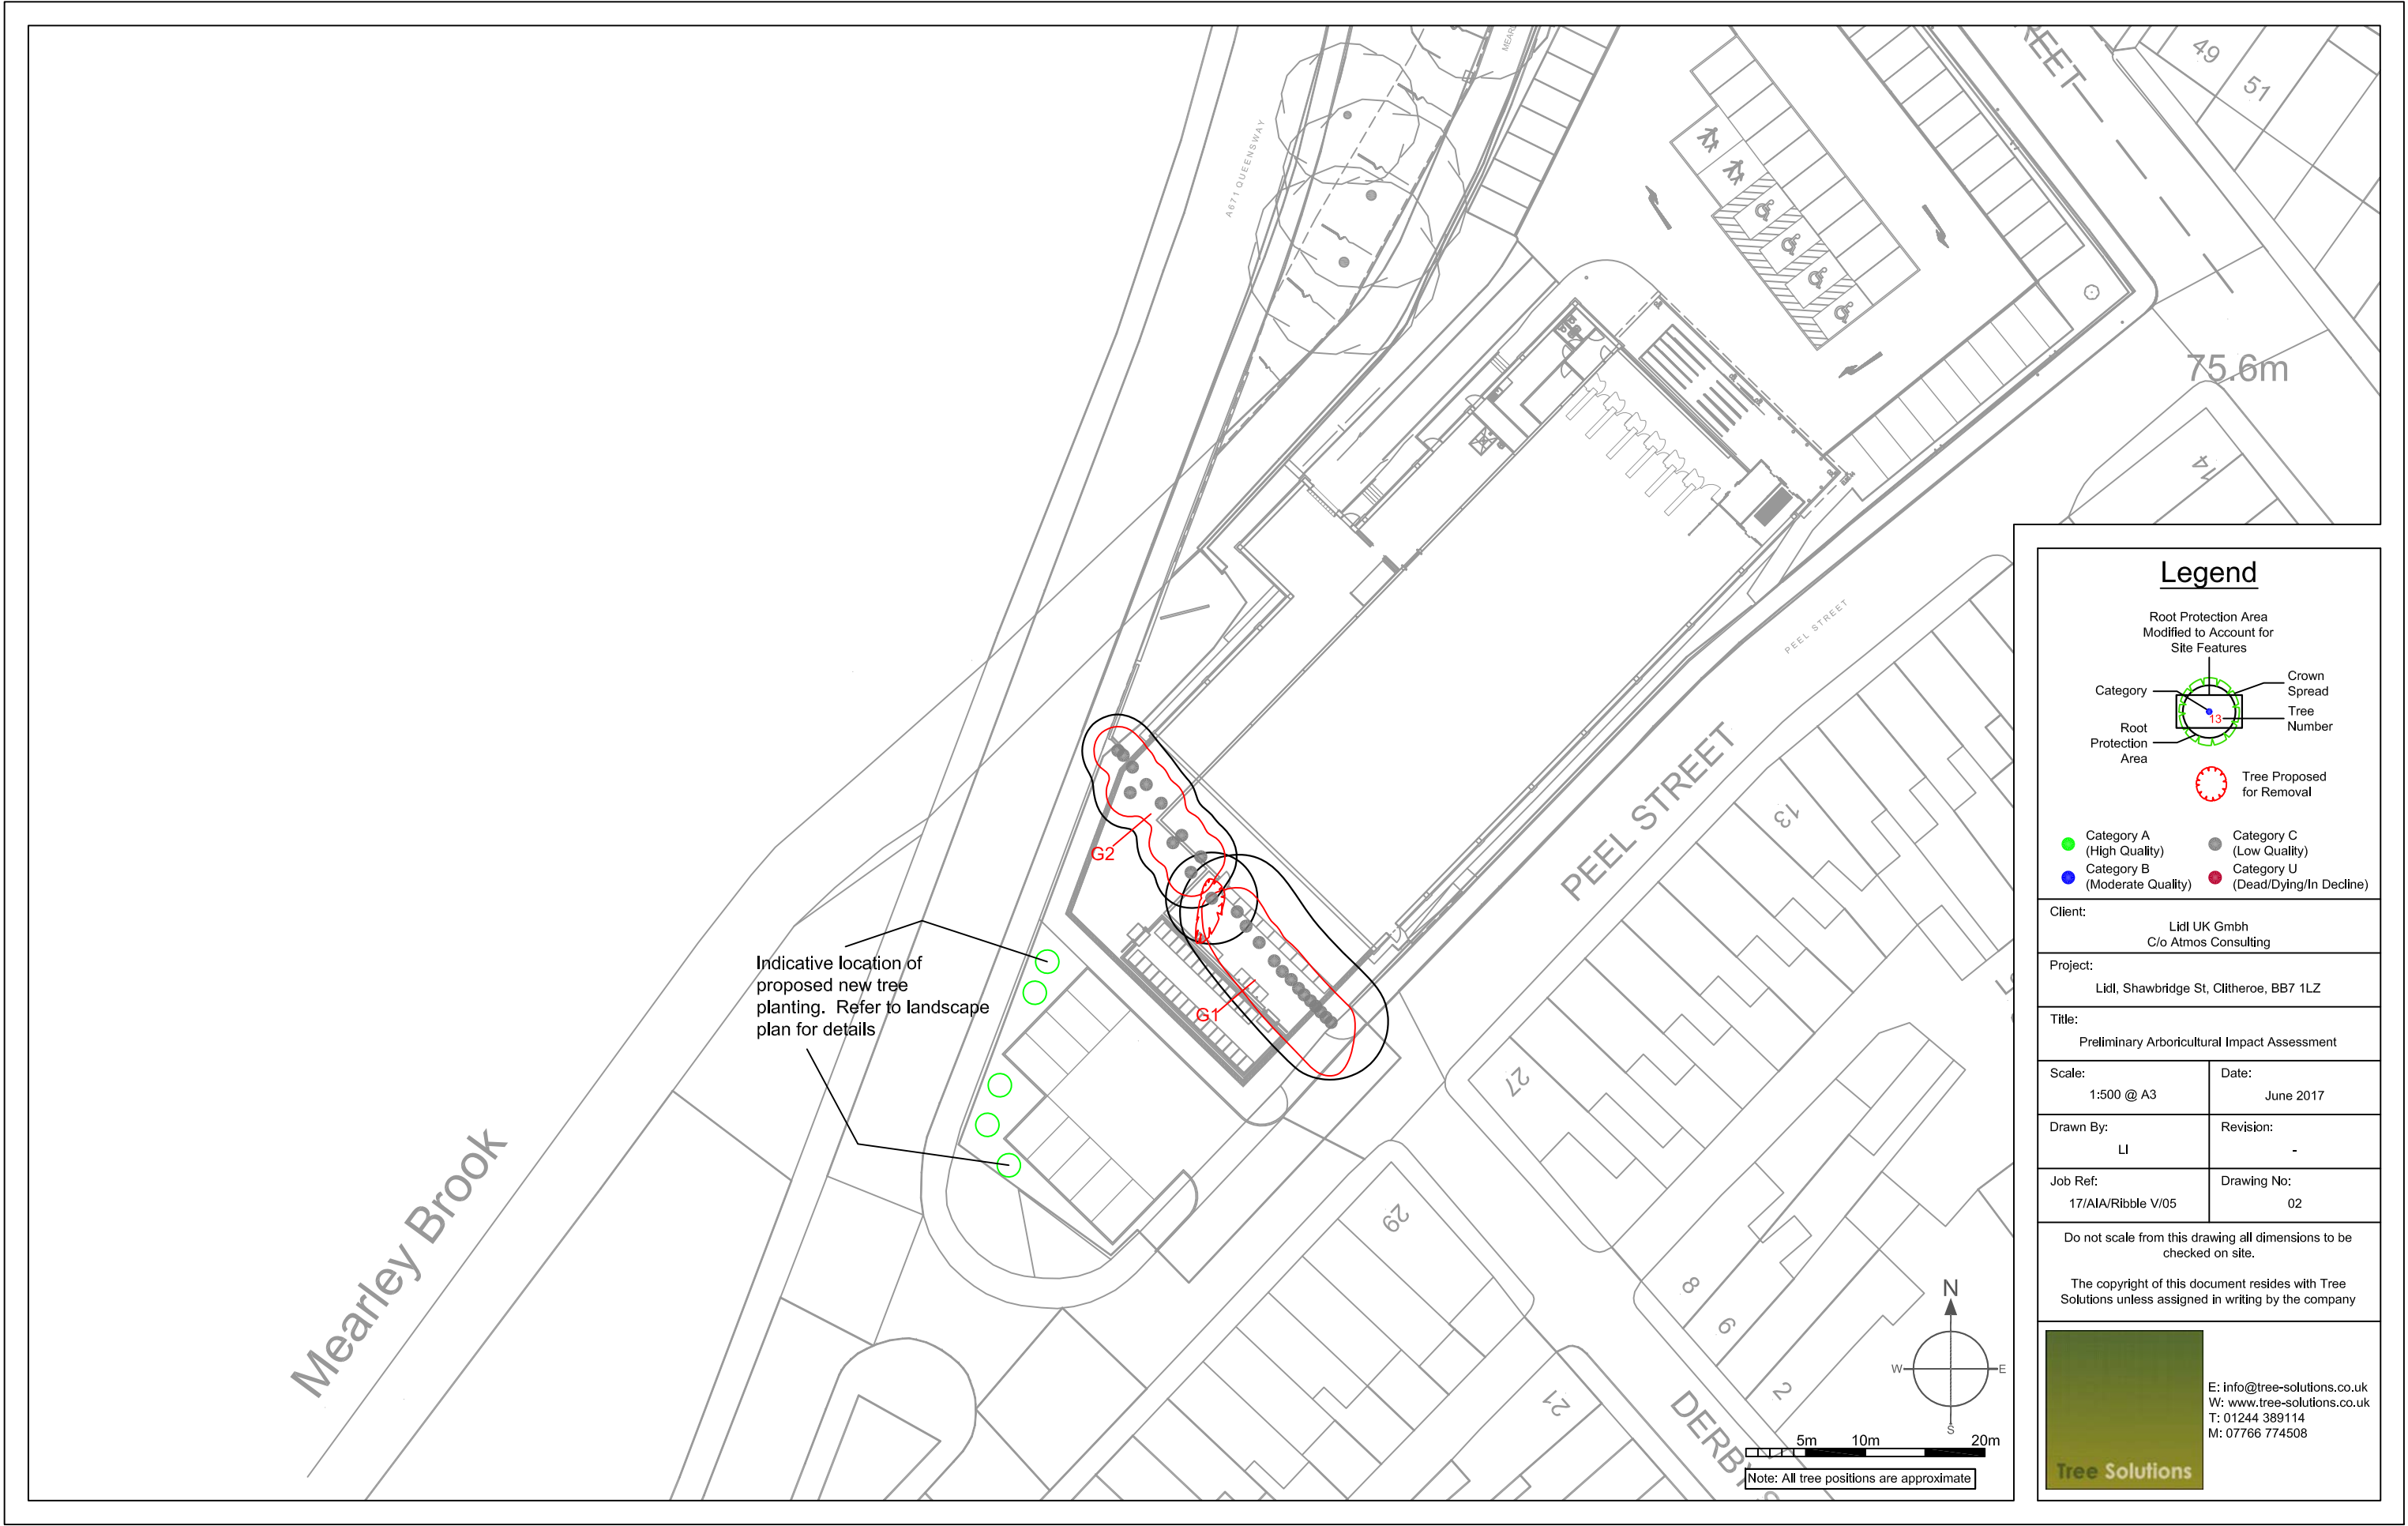 MEARL
A671 QUEENSWAY
REET
49
51
75.6m
14
PEEL STREET
PEEL STREET
13
27
29
8
6
2
21
DERBY
Mearley Brook
G2
G1
Indicative location of
proposed new tree
planting. Refer to landscape
plan for details
N
W
E
S
5m
10m
20m
Note: All tree positions are approximate
Legend
Root Protection Area
Modified to Account for
Site Features
Category
Crown
Spread
13
Tree
Number
Root
Protection
Area
Tree Proposed
for Removal
Category A
(High Quality)
Category C
(Low Quality)
Category B
(Moderate Quality)
Category U
(Dead/Dying/In Decline)
Client:
Lidl UK Gmbh
C/o Atmos Consulting
Project:
Lidl, Shawbridge St, Clitheroe, BB7 1LZ
Title:
Preliminary Arboricultural Impact Assessment
Scale:
1:500 @ A3
Date:
June 2017
Drawn By:
LI
Revision:
-
Job Ref:
17/AIA/Ribble V/05
Drawing No:
02
Do not scale from this drawing all dimensions to be
checked on site.
The copyright of this document resides with Tree
Solutions unless assigned in writing by the company
Tree Solutions
E: info@tree-solutions.co.uk
W: www.tree-solutions.co.uk
T: 01244 389114
M: 07766 774508